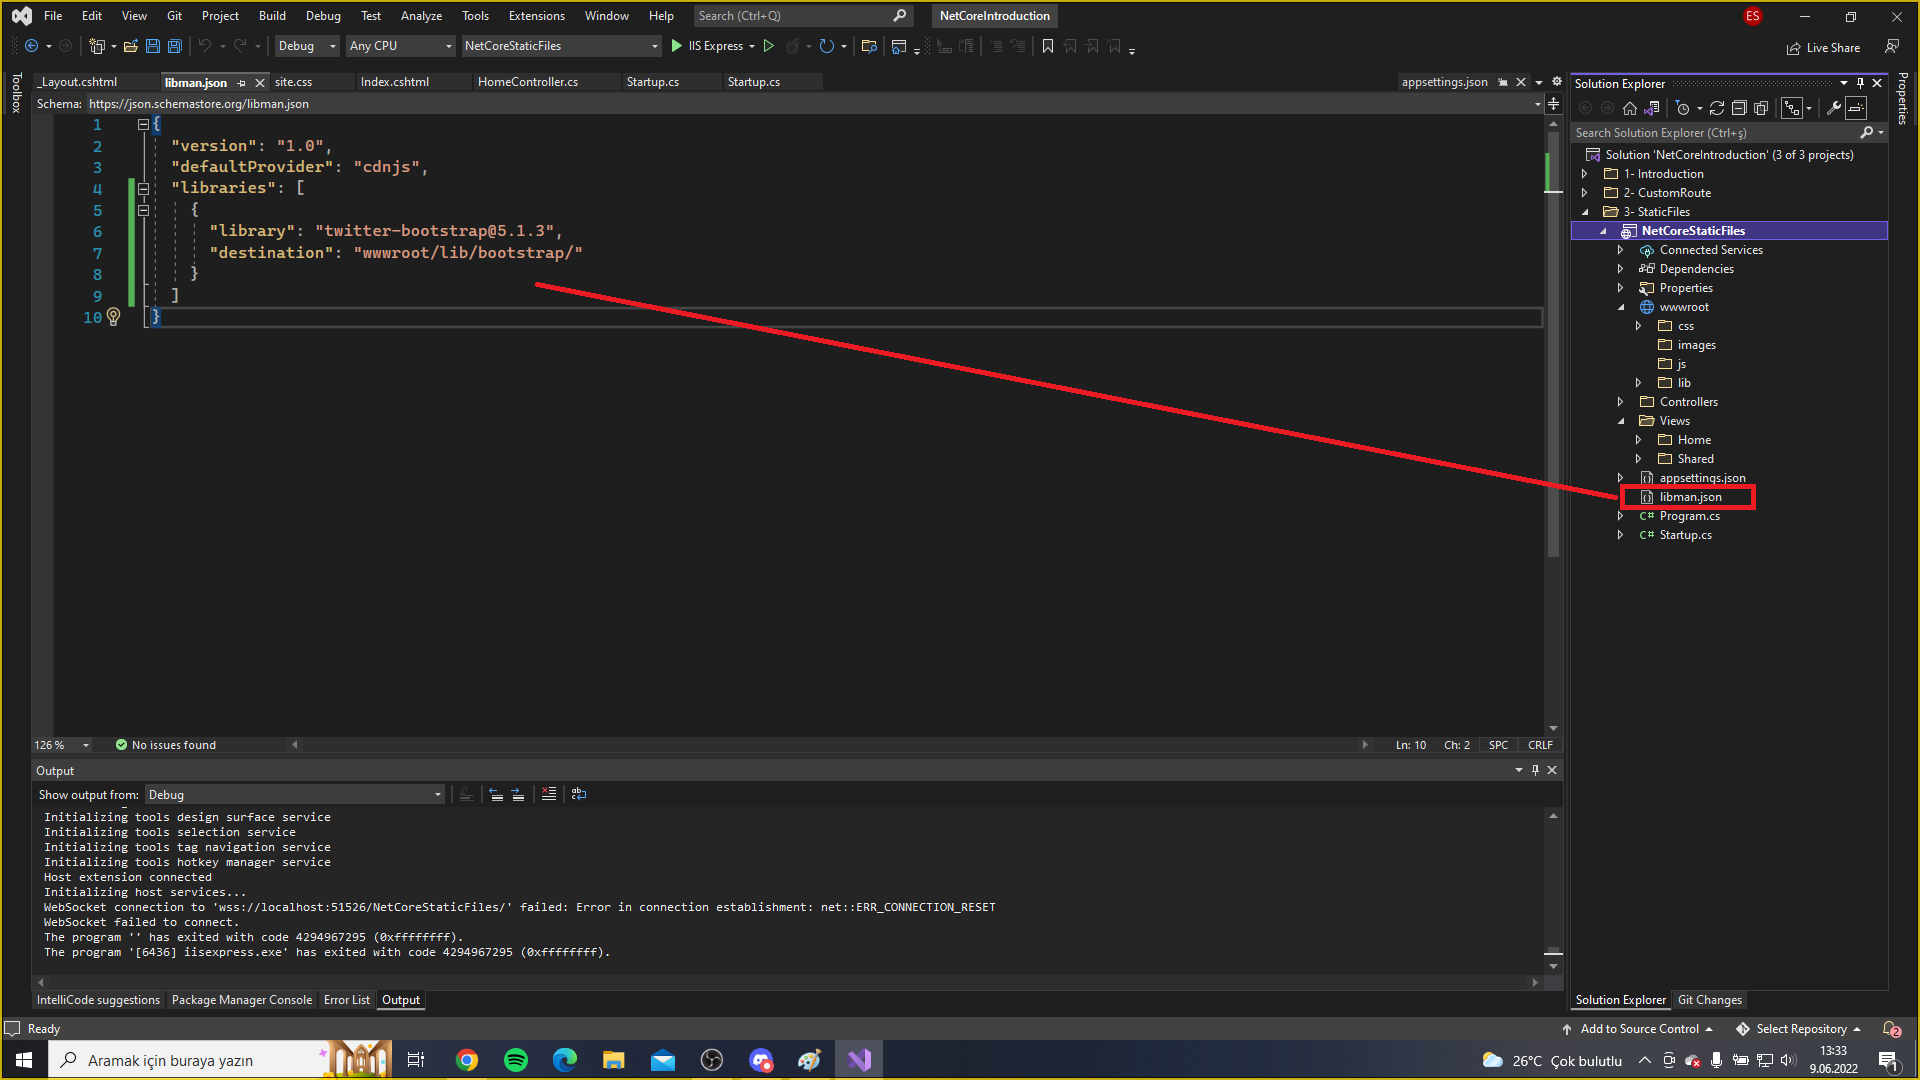 File Edit View Git Project Build Debug Test Analyze Tools Extensions Window Help Search (Ctrl+Q) NetCoreIntroduction ES
Debug Any CPU NetCoreStaticFiles IIS Express Live Share
Toolbox
_Layout.cshtml libman.json site.css Index.cshtml HomeController.cs Startup.cs Startup.cs appsettings.json
Schema: https://json.schemastore.org/libman.json
1 {
2 "version": "1.0",
3 "defaultProvider": "cdnjs",
4 "libraries": [
5 {
6 "library": "twitter-bootstrap@5.1.3",
7 "destination": "wwwroot/lib/bootstrap/"
8 }
9 ]
10 }
126 % No issues found Ln: 10 Ch: 2 SPC CRLF
Output
Show output from: Debug
Initializing tools design surface service
Initializing tools selection service
Initializing tools tag navigation service
Initializing tools hotkey manager service
Host extension connected
Initializing host services...
WebSocket connection to 'wss://localhost:51526/NetCoreStaticFiles/' failed: Error in connection establishment: net::ERR_CONNECTION_RESET
WebSocket failed to connect.
The program '' has exited with code 4294967295 (0xffffffff).
The program '[6436] iisexpress.exe' has exited with code 4294967295 (0xffffffff).
IntelliCode suggestions Package Manager Console Error List Output
Solution Explorer
Search Solution Explorer (Ctrl+ş)
Solution 'NetCoreIntroduction' (3 of 3 projects)
1- Introduction
2- CustomRoute
3- StaticFiles
NetCoreStaticFiles
Connected Services
Dependencies
Properties
wwwroot
css
images
js
lib
Controllers
Views
Home
Shared
appsettings.json
libman.json
C# Program.cs
C# Startup.cs
Solution Explorer Git Changes
Properties
Ready Add to Source Control Select Repository 2
Aramak için buraya yazın 26°C Çok bulutlu 13:33
9.06.2022 1